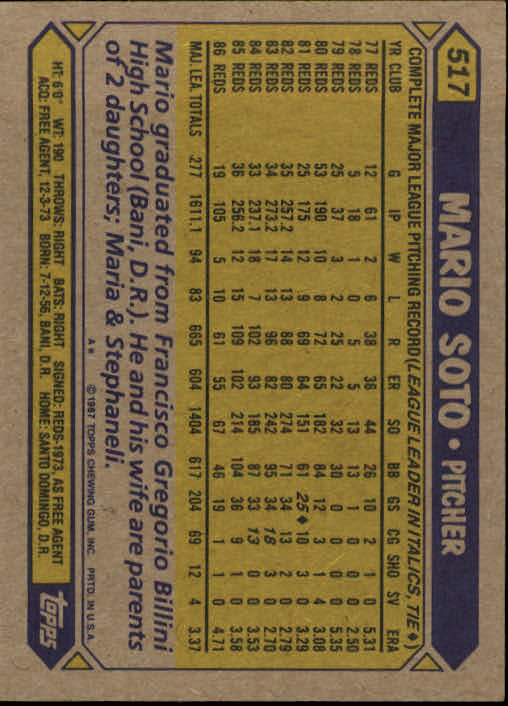 517 MARIO SOTO • PITCHER
COMPLETE MAJOR LEAGUE PITCHING RECORD (LEAGUE LEADER IN ITALICS, TIE ♦)
YR CLUB G IP W L R ER SO BB GS CG SHO SV ERA
77 REDS 12 61 2 6 38 36 44 26 10 2 1 0 5.31
78 REDS 5 18 1 0 5 5 13 13 1 0 0 0 2.50
79 REDS 25 37 3 2 25 22 32 30 0 0 0 0 5.35
80 REDS 53 190 10 8 72 65 182 84 12 3 1 4 3.08
81 REDS 25 175 12 9 69 64 151 61 25♦ 10 3 0 3.29
82 REDS 35 257.2 14 13 88 80 274 71 34 13 2 0 2.79
83 REDS 34 273.2 17 13 96 82 242 95 34 18 3 0 2.70
84 REDS 33 237.1 18 7 102 93 185 87 33 13 0 0 3.53
85 REDS 36 256.2 12 15 109 102 214 104 36 9 1 0 3.58
86 REDS 19 105 5 10 61 55 67 46 19 1 1 0 4.71
MAJ. LEA. TOTALS 277 1611.1 94 83 665 604 1404 617 204 69 12 4 3.37
Mario graduated from Francisco Gregorio Billini
High School (Bani, D.R.). He and his wife are parents
of 2 daughters; Maria & Stephaneli.
A* ©1987 TOPPS CHEWING GUM, INC. PRTD. IN U.S.A.
HT: 6'0" WT: 190 THROWS: RIGHT BATS: RIGHT SIGNED: REDS-1973, AS FREE AGENT
ACQ: FREE AGENT, 12-3-73 BORN: 7-12-56, BANI, D.R. HOME: SANTO DOMINGO, D.R.
topps